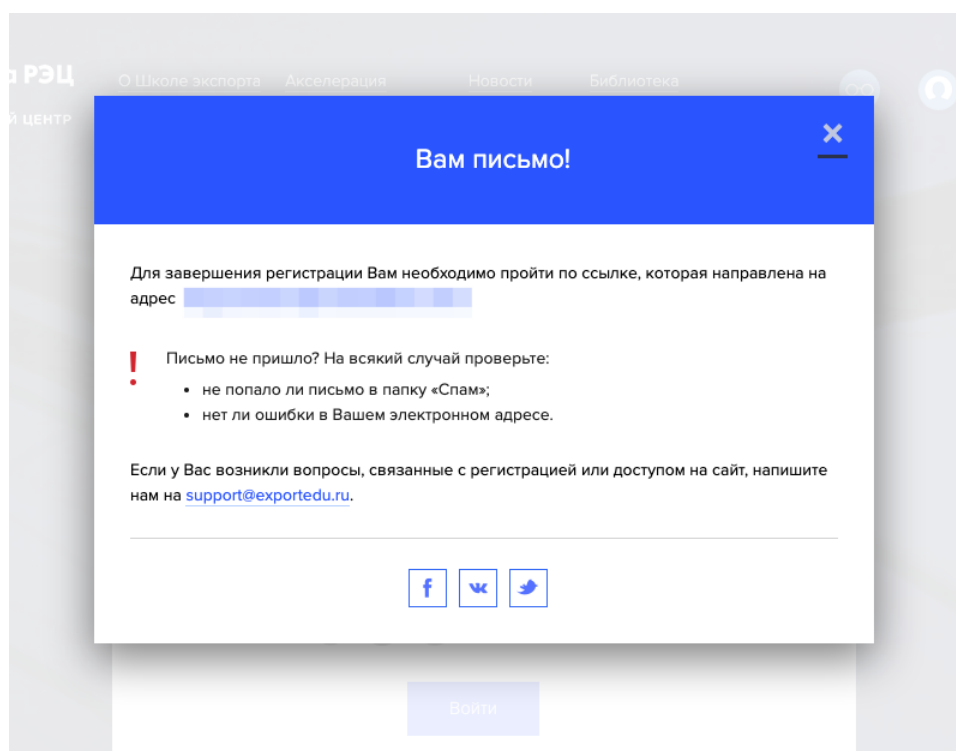 РЭЦ
О Школе экспорта Акселерация Новости Библиотека
ЦЕНТР
Вам письмо!
Для завершения регистрации Вам необходимо пройти по ссылке, которая направлена на
адрес
Письмо не пришло? На всякий случай проверьте:
• не попало ли письмо в папку «Спам»;
• нет ли ошибки в Вашем электронном адресе.
Если у Вас возникли вопросы, связанные с регистрацией или доступом на сайт, напишите
нам на support@exportedu.ru.
Войти